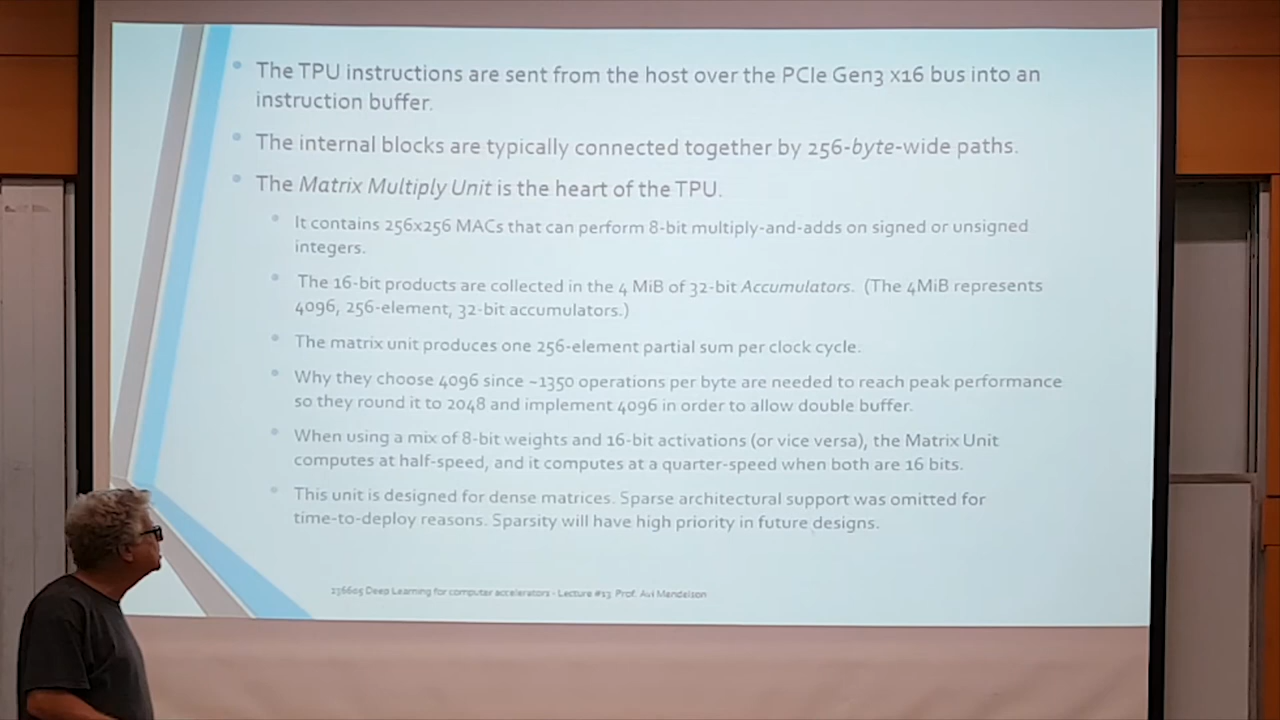 The TPU instructions are sent from the host over the PCIe Gen3 x16 bus into an
instruction buffer.
The internal blocks are typically connected together by 256-byte-wide paths.
The Matrix Multiply Unit is the heart of the TPU.
It contains 256x256 MACs that can perform 8-bit multiply-and-adds on signed or unsigned
integers.
The 16-bit products are collected in the 4 MiB of 32-bit Accumulators. (The 4MiB represents
4096, 256-element, 32-bit accumulators.)
The matrix unit produces one 256-element partial sum per clock cycle.
Why they choose 4096 since ~1350 operations per byte are needed to reach peak performance
so they round it to 2048 and implement 4096 in order to allow double buffer.
When using a mix of 8-bit weights and 16-bit activations (or vice versa), the Matrix Unit
computes at half-speed, and it computes at a quarter-speed when both are 16 bits.
This unit is designed for dense matrices. Sparse architectural support was omitted for
time-to-deploy reasons. Sparsity will have high priority in future designs.
236605 Deep Learning for computer accelerators - Lecture #13 Prof. Avi Mendelson